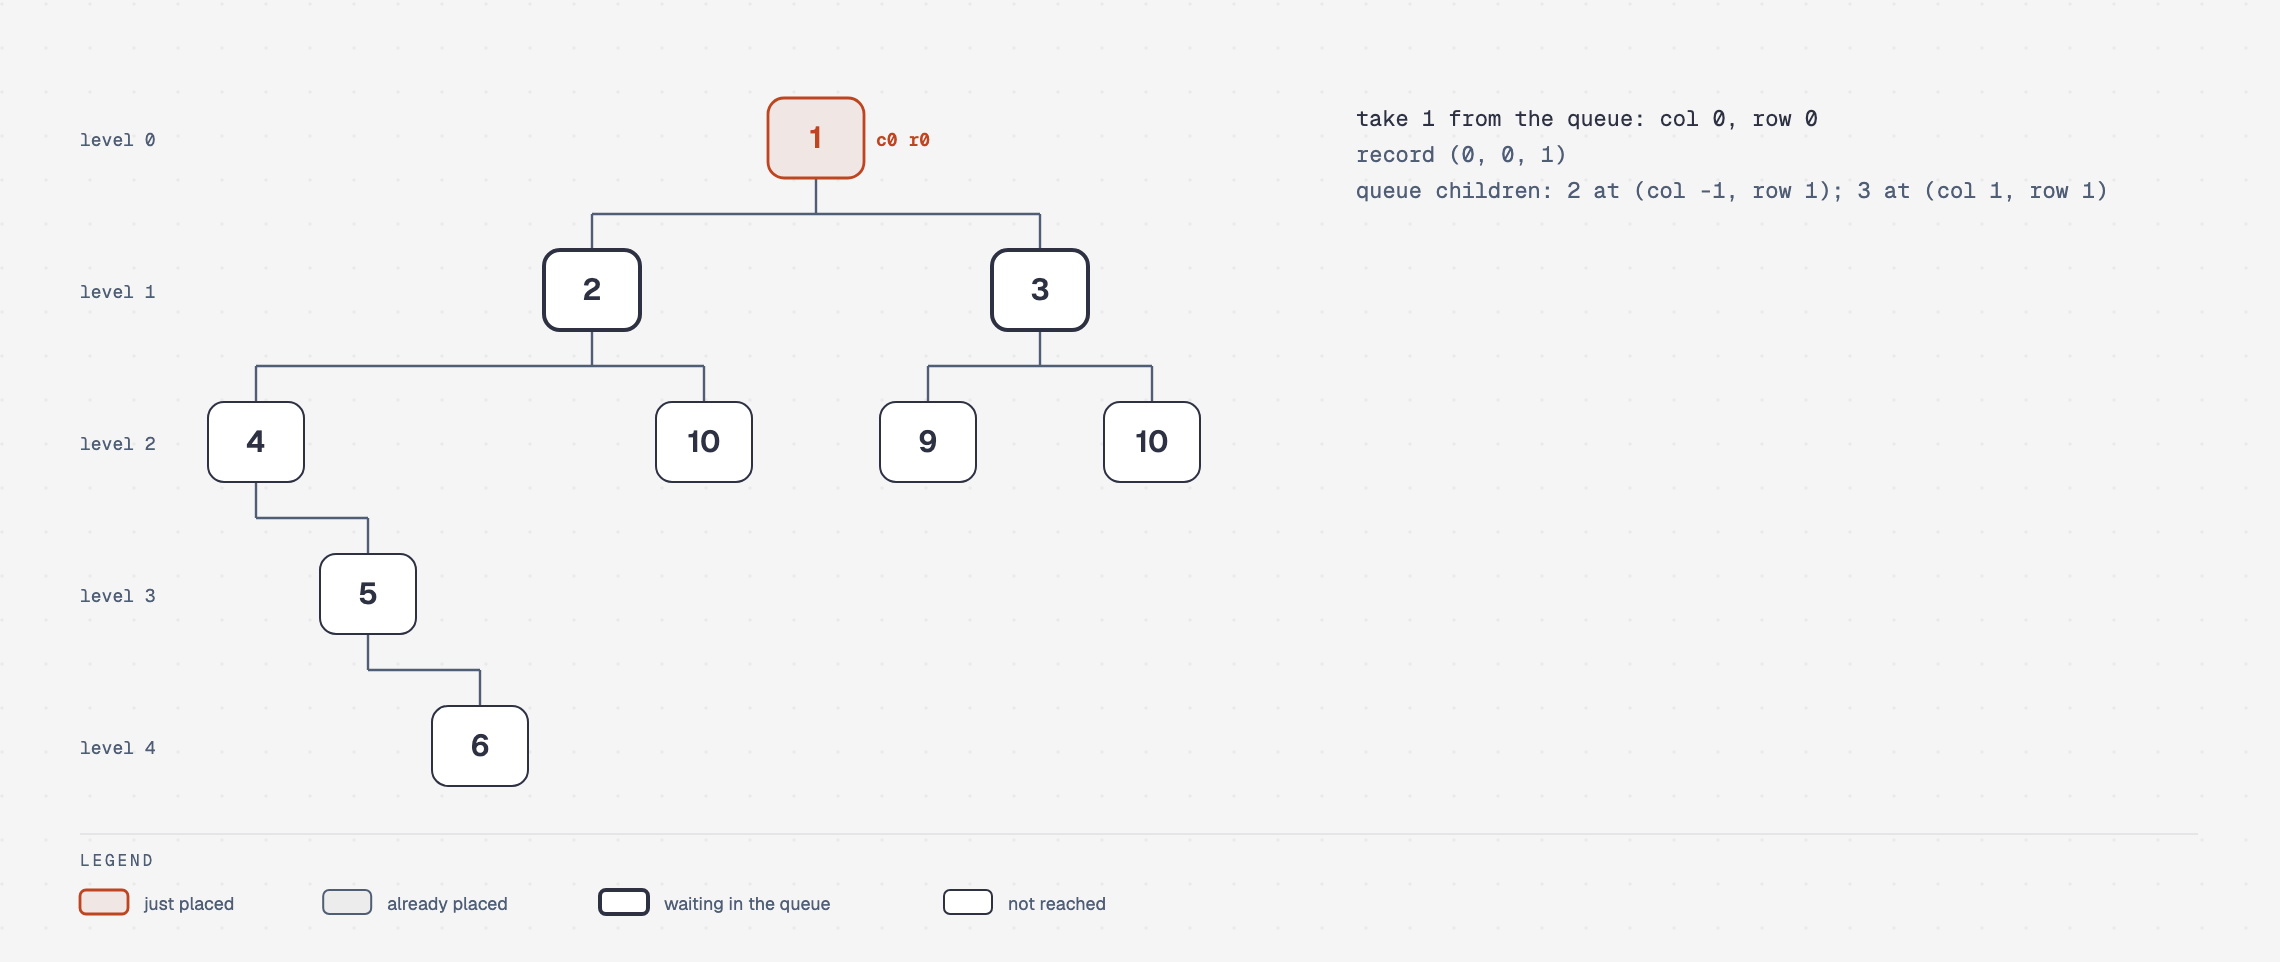 level 0
1
c0 r0
take 1 from the queue: col 0, row 0
record (0, 0, 1)
queue children: 2 at (col -1, row 1); 3 at (col 1, row 1)
level 1
2
3
level 2
4
10
9
10
level 3
5
level 4
6
LEGEND
just placed
already placed
waiting in the queue
not reached